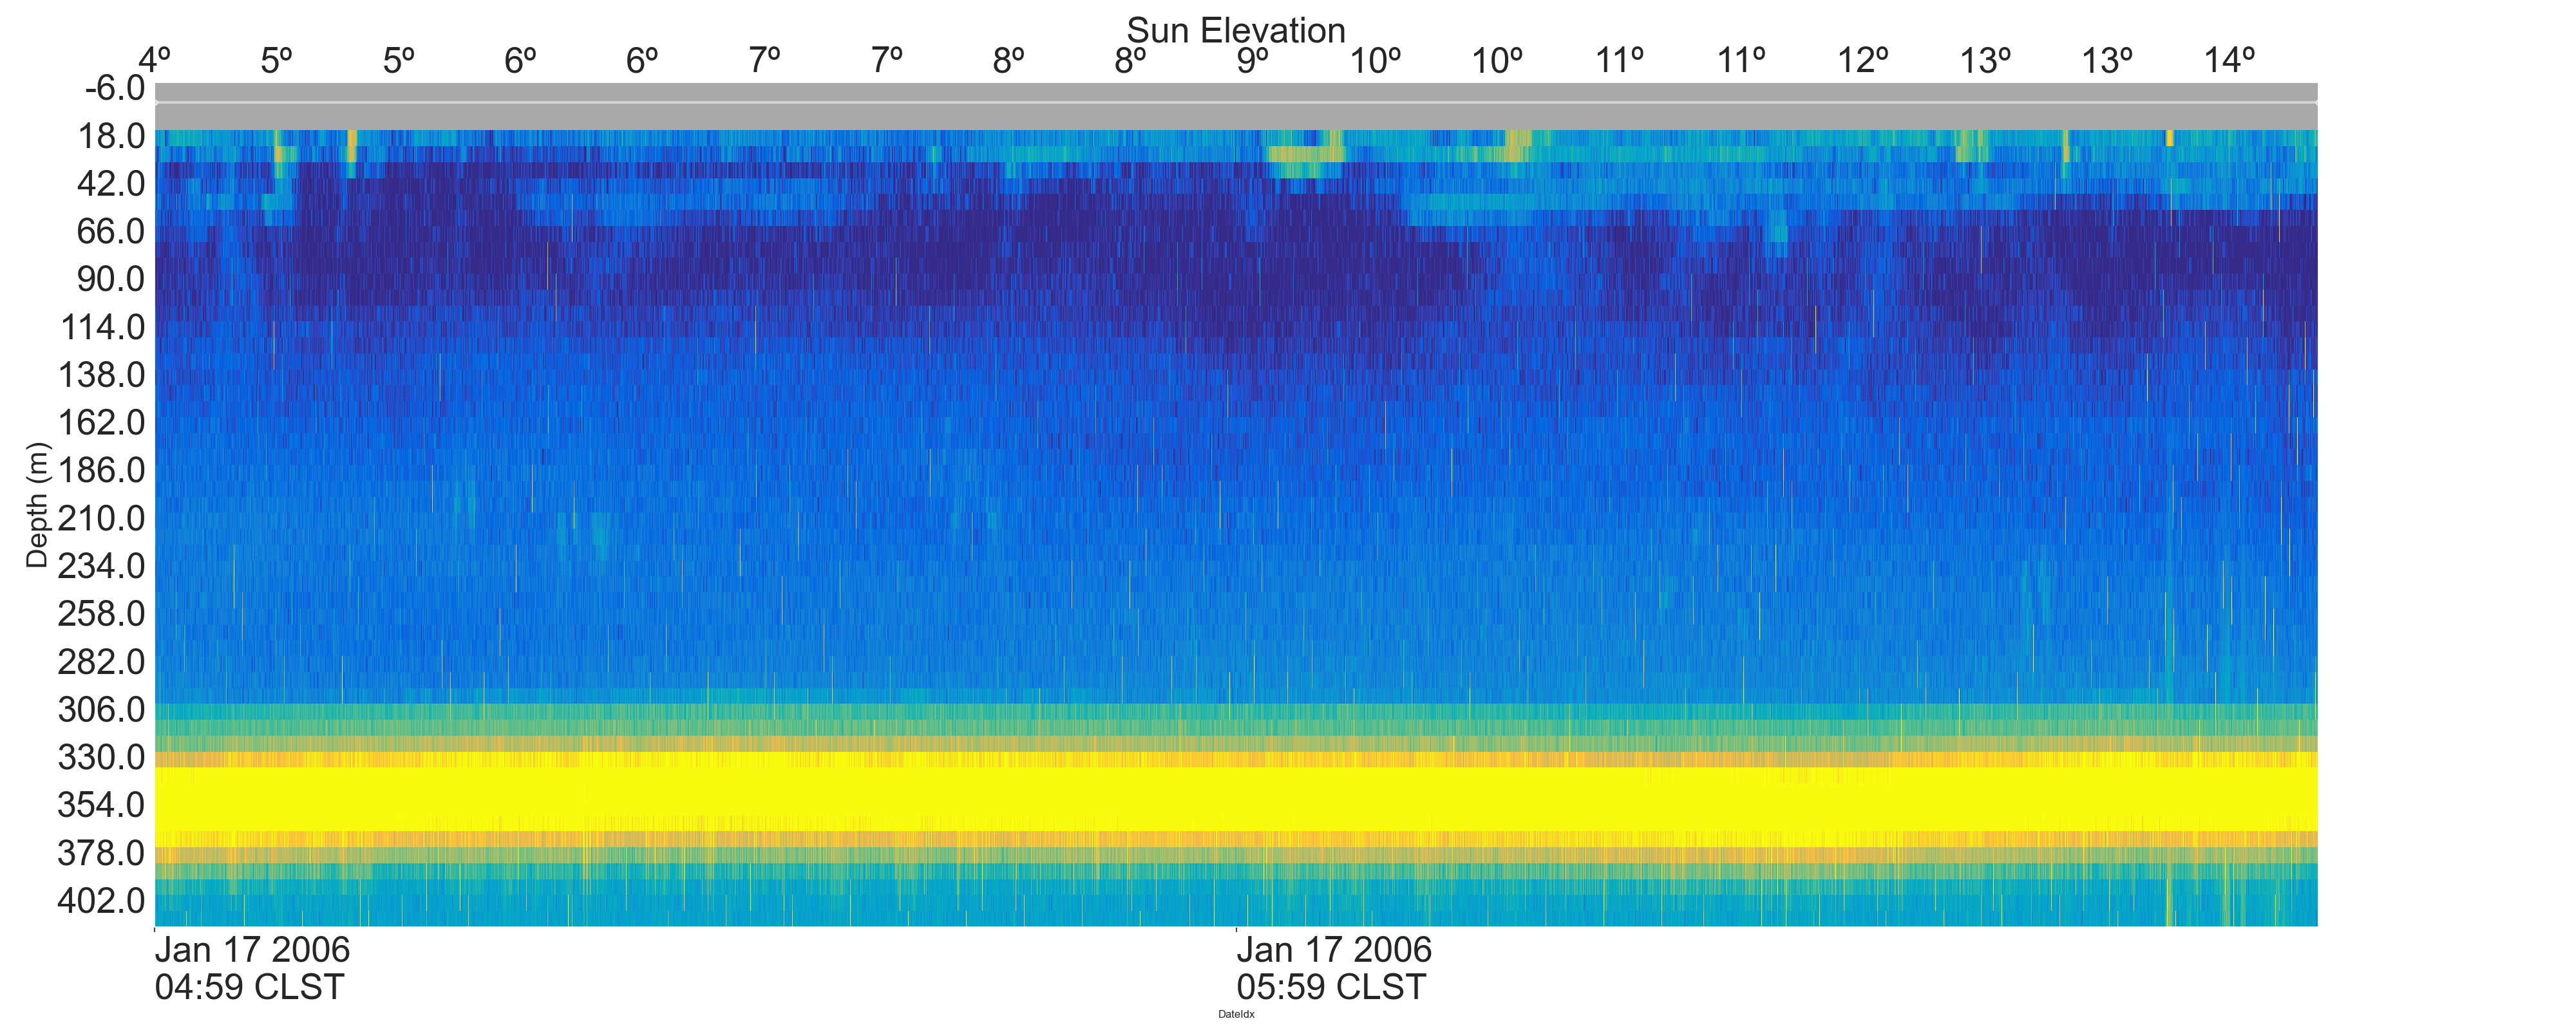 Sun Elevation
4º 5º 5º 6º 6º 7º 7º 8º 8º 9º 10º 10º 11º 11º 12º 13º 13º 14º
-6.0
18.0
42.0
66.0
90.0
114.0
138.0
162.0
186.0
210.0
234.0
258.0
282.0
306.0
330.0
354.0
378.0
402.0
Depth (m)
Jan 17 2006
04:59 CLST
Jan 17 2006
05:59 CLST
DateIdx